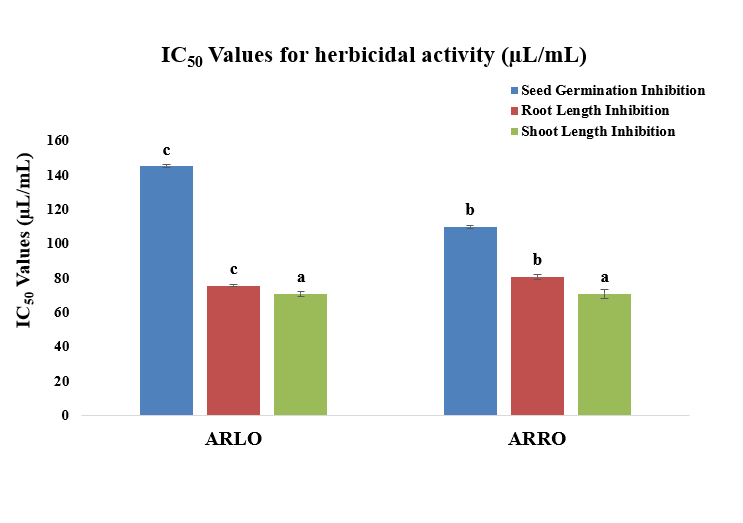 IC50 Values for herbicidal activity (µL/mL)
Seed Germination Inhibition
Root Length Inhibition
Shoot Length Inhibition
IC50 Values (µL/mL)
160
140
120
100
80
60
40
20
0
c
c
a
b
b
a
ARLO
ARRO